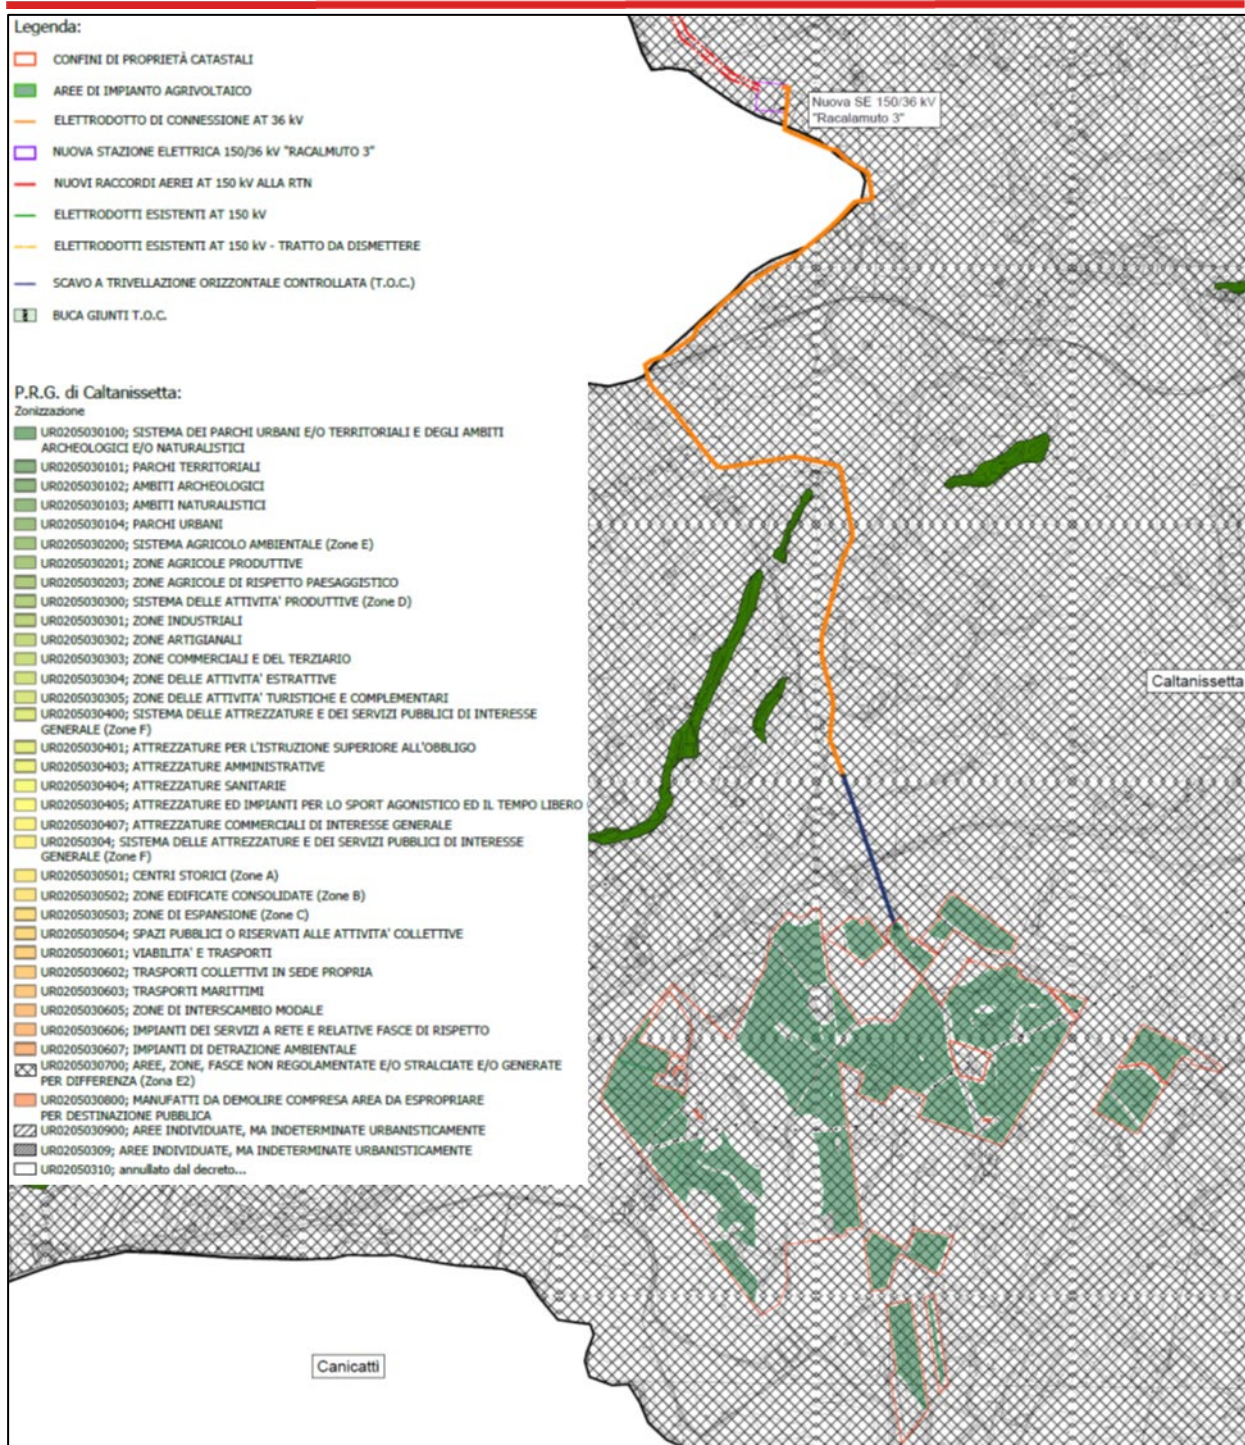 Legenda:
CONFINI DI PROPRIETÀ CATASTALI
AREE DI IMPIANTO AGRIVOLTAICO
ELETTRODOTTO DI CONNESSIONE AT 36 kV
NUOVA STAZIONE ELETTRICA 150/36 kV "RACALMUTO 3"
NUOVI RACCORDI AEREI AT 150 kV ALLA RTN
ELETTRODOTTI ESISTENTI AT 150 kV
ELETTRODOTTI ESISTENTI AT 150 kV - TRATTO DA DISMETTERE
SCAVO A TRIVELLAZIONE ORIZZONTALE CONTROLLATA (T.O.C.)
BUCA GIUNTI T.O.C.
Nuova SE 150/36 kV
"Racalamuto 3"
P.R.G. di Caltanissetta:
Zonizzazione
UR0205030100; SISTEMA DEI PARCHI URBANI E/O TERRITORIALI E DEGLI AMBITI
ARCHEOLOGICI E/O NATURALISTICI
UR0205030101; PARCHI TERRITORIALI
UR0205030102; AMBITI ARCHEOLOGICI
UR0205030103; AMBITI NATURALISTICI
UR0205030104; PARCHI URBANI
UR0205030200; SISTEMA AGRICOLO AMBIENTALE (Zone E)
UR0205030201; ZONE AGRICOLE PRODUTTIVE
UR0205030203; ZONE AGRICOLE DI RISPETTO PAESAGGISTICO
UR0205030300; SISTEMA DELLE ATTIVITA' PRODUTTIVE (Zone D)
UR0205030301; ZONE INDUSTRIALI
UR0205030302; ZONE ARTIGIANALI
UR0205030303; ZONE COMMERCIALI E DEL TERZIARIO
UR0205030304; ZONE DELLE ATTIVITA' ESTRATTIVE
UR0205030305; ZONE DELLE ATTIVITA' TURISTICHE E COMPLEMENTARI
UR0205030400; SISTEMA DELLE ATTREZZATURE E DEI SERVIZI PUBBLICI DI INTERESSE
GENERALE (Zone F)
UR0205030401; ATTREZZATURE PER L'ISTRUZIONE SUPERIORE ALL'OBBLIGO
UR0205030403; ATTREZZATURE AMMINISTRATIVE
UR0205030404; ATTREZZATURE SANITARIE
UR0205030405; ATTREZZATURE ED IMPIANTI PER LO SPORT AGONISTICO ED IL TEMPO LIBERO
UR0205030407; ATTREZZATURE COMMERCIALI DI INTERESSE GENERALE
UR02050304; SISTEMA DELLE ATTREZZATURE E DEI SERVIZI PUBBLICI DI INTERESSE
GENERALE (Zone F)
UR0205030501; CENTRI STORICI (Zone A)
UR0205030502; ZONE EDIFICATE CONSOLIDATE (Zone B)
UR0205030503; ZONE DI ESPANSIONE (Zone C)
UR0205030504; SPAZI PUBBLICI O RISERVATI ALLE ATTIVITA' COLLETTIVE
UR0205030601; VIABILITA' E TRASPORTI
UR0205030602; TRASPORTI COLLETTIVI IN SEDE PROPRIA
UR0205030603; TRASPORTI MARITTIMI
UR0205030605; ZONE DI INTERSCAMBIO MODALE
UR0205030606; IMPIANTI DEI SERVIZI A RETE E RELATIVE FASCE DI RISPETTO
UR0205030607; IMPIANTI DI DETRAZIONE AMBIENTALE
UR0205030700; AREE, ZONE, FASCE NON REGOLAMENTATE E/O STRALCIATE E/O GENERATE
PER DIFFERENZA (Zona E2)
UR0205030800; MANUFATTI DA DEMOLIRE COMPRESA AREA DA ESPROPRIARE
PER DESTINAZIONE PUBBLICA
UR0205030900; AREE INDIVIDUATE, MA INDETERMINATE URBANISTICAMENTE
UR02050309; AREE INDIVIDUATE, MA INDETERMINATE URBANISTICAMENTE
UR02050310; annullato dal decreto...
Caltanissetta
Canicattì